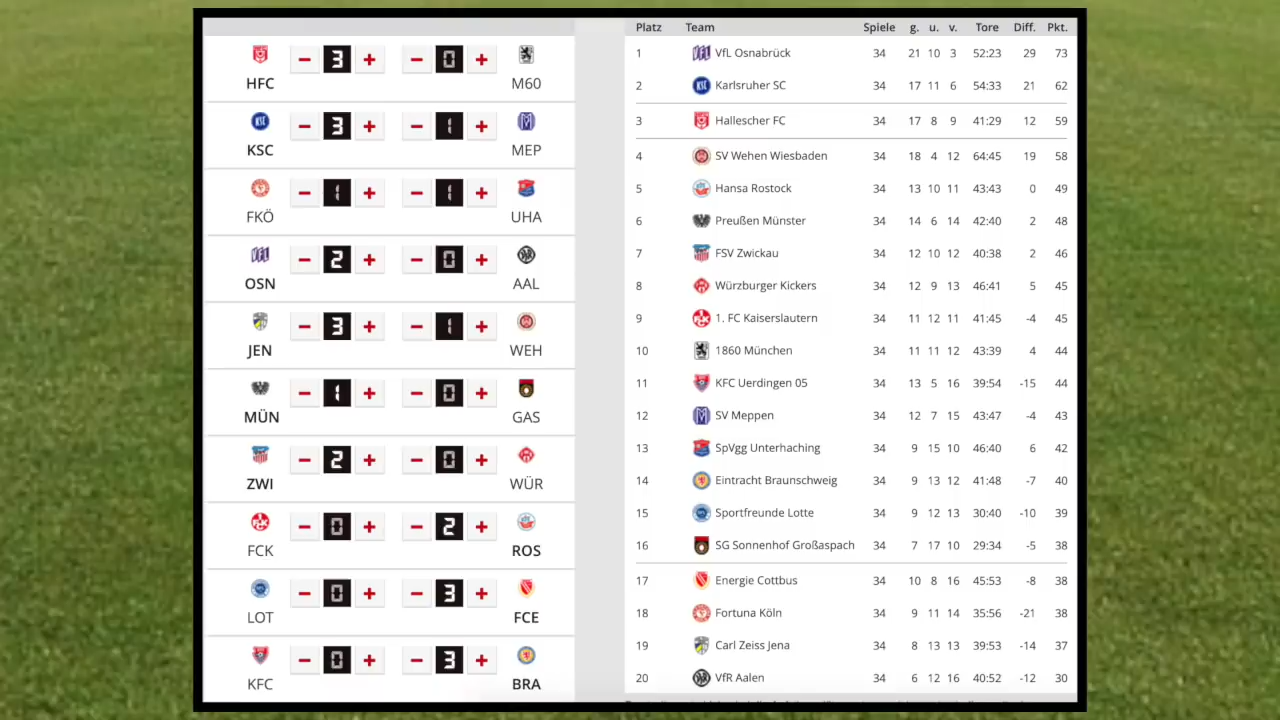 HFC − 3 + − 0 + M60
KSC − 3 + − 1 + MEP
FKÖ − 1 + − 1 + UHA
OSN − 2 + − 0 + AAL
JEN − 3 + − 1 + WEH
MÜN − 1 + − 0 + GAS
ZWI − 2 + − 0 + WÜR
FCK − 0 + − 2 + ROS
LOT − 0 + − 3 + FCE
KFC − 0 + − 3 + BRA
Platz Team Spiele g. u. v. Tore Diff. Pkt.
1 VfL Osnabrück 34 21 10 3 52:23 29 73
2 Karlsruher SC 34 17 11 6 54:33 21 62
3 Hallescher FC 34 17 8 9 41:29 12 59
4 SV Wehen Wiesbaden 34 18 4 12 64:45 19 58
5 Hansa Rostock 34 13 10 11 43:43 0 49
6 Preußen Münster 34 14 6 14 42:40 2 48
7 FSV Zwickau 34 12 10 12 40:38 2 46
8 Würzburger Kickers 34 12 9 13 46:41 5 45
9 1. FC Kaiserslautern 34 11 12 11 41:45 -4 45
10 1860 München 34 11 11 12 43:39 4 44
11 KFC Uerdingen 05 34 13 5 16 39:54 -15 44
12 SV Meppen 34 12 7 15 43:47 -4 43
13 SpVgg Unterhaching 34 9 15 10 46:40 6 42
14 Eintracht Braunschweig 34 9 13 12 41:48 -7 40
15 Sportfreunde Lotte 34 9 12 13 30:40 -10 39
16 SG Sonnenhof Großaspach 34 7 17 10 29:34 -5 38
17 Energie Cottbus 34 10 8 16 45:53 -8 38
18 Fortuna Köln 34 9 11 14 35:56 -21 38
19 Carl Zeiss Jena 34 8 13 13 39:53 -14 37
20 VfR Aalen 34 6 12 16 40:52 -12 30